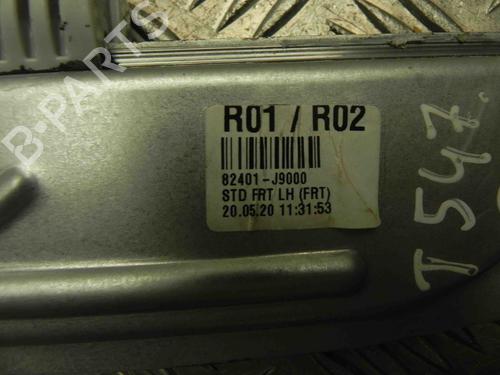 B-PARTS
R01 / R02
82401-J9000
STD FRT LH (FRT)
20.05.20 11:31:53
T547